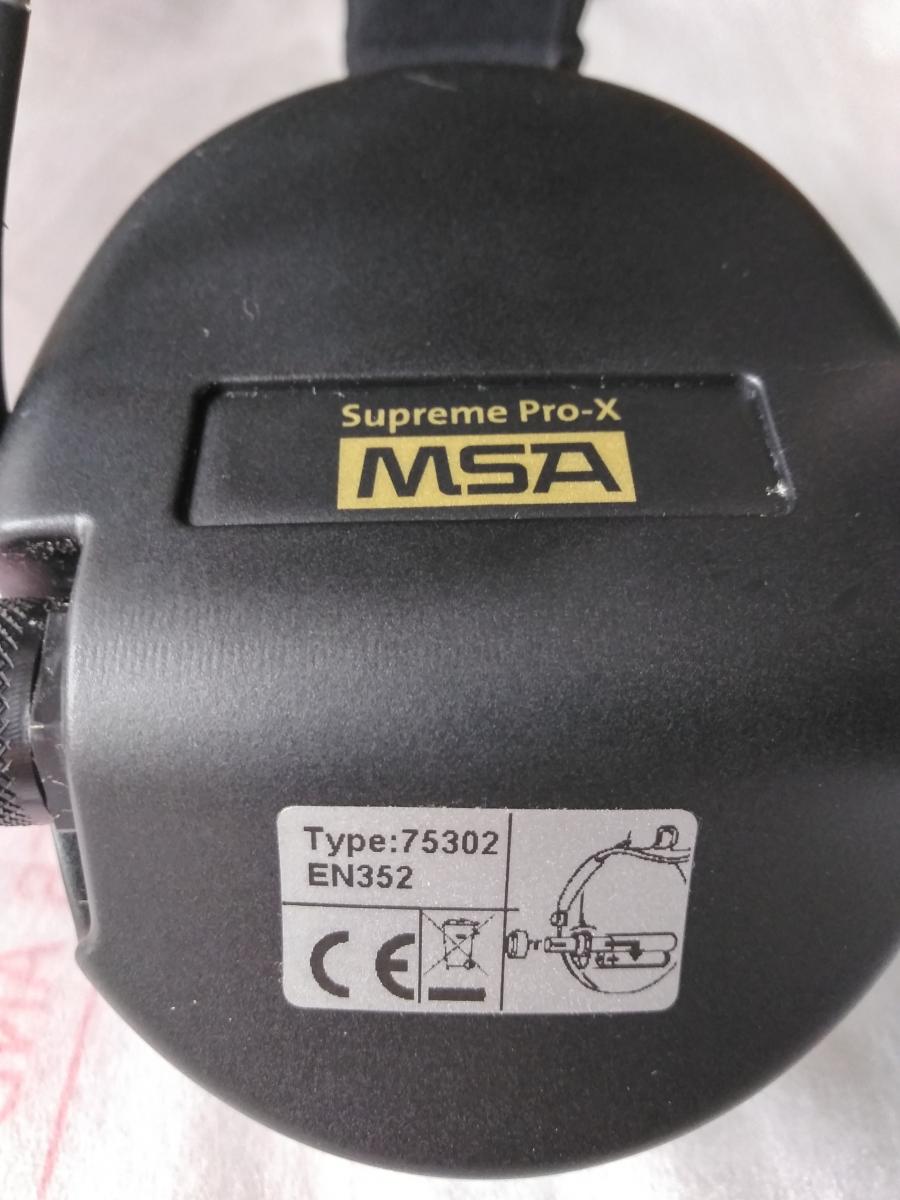 Supreme Pro-X
MSA
Type:75302
EN352
CE